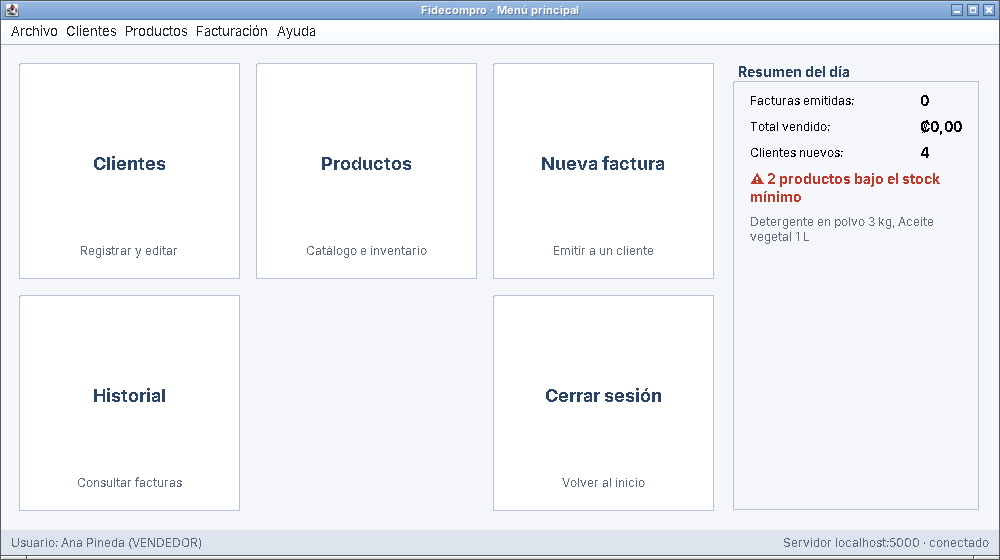 Fidecompro · Menú principal
Archivo Clientes Productos Facturación Ayuda
Clientes
Registrar y editar
Productos
Catálogo e inventario
Nueva factura
Emitir a un cliente
Historial
Consultar facturas
Cerrar sesión
Volver al inicio
Resumen del día
Facturas emitidas: 0
Total vendido: ₡0,00
Clientes nuevos: 4
⚠ 2 productos bajo el stock
mínimo
Detergente en polvo 3 kg, Aceite
vegetal 1 L
Usuario: Ana Pineda (VENDEDOR)
Servidor localhost:5000 · conectado